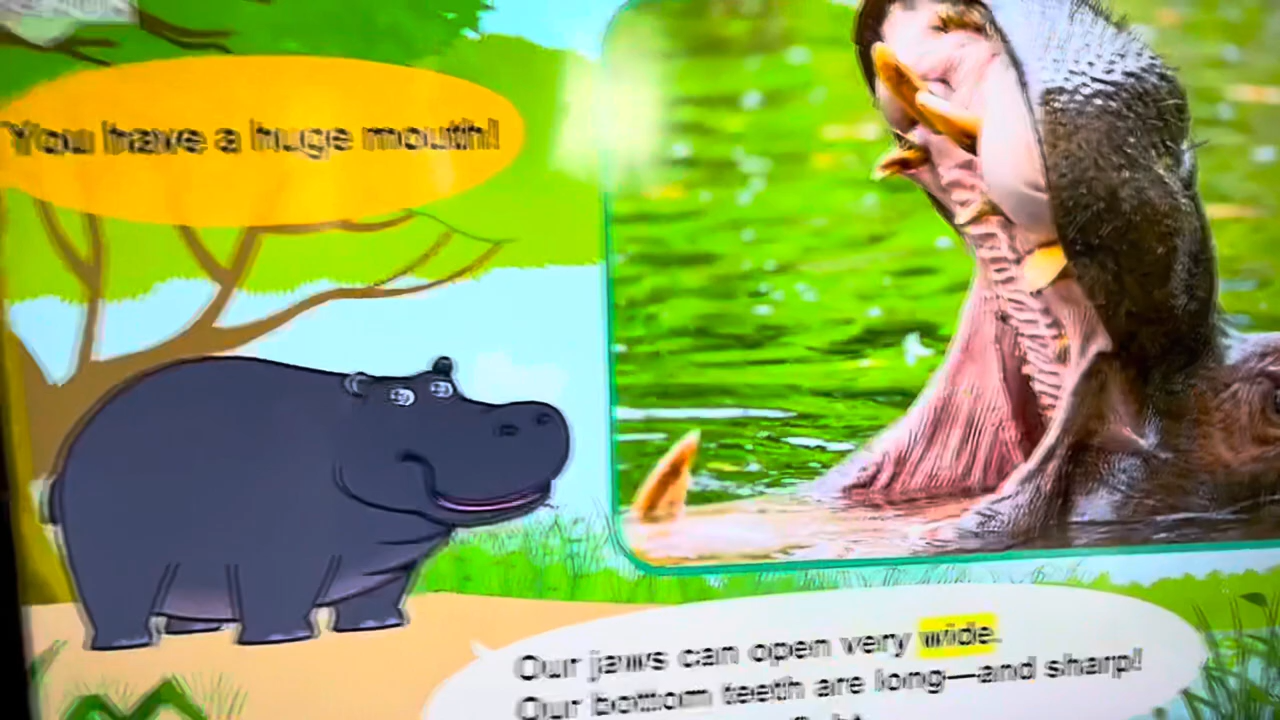 You have a huge mouth!
Our jaws can open very wide.
Our bottom teeth are long—and sharp!